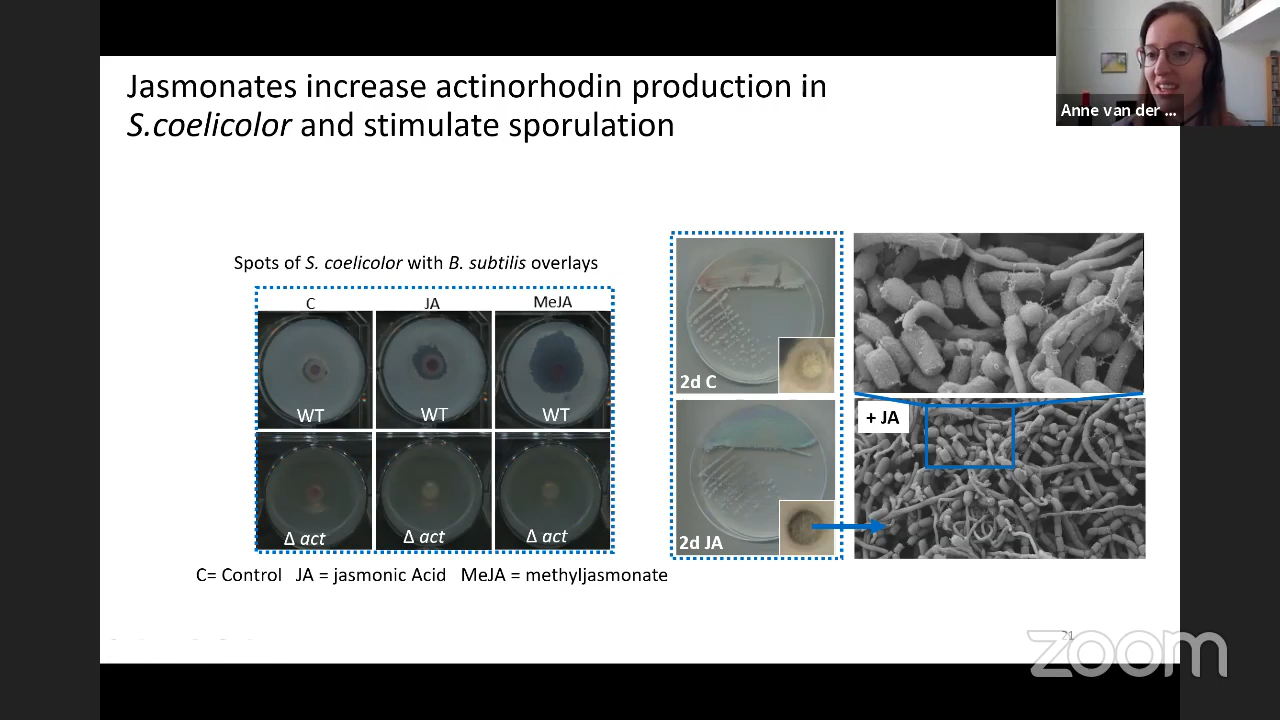 Jasmonates increase actinorhodin production in
S.coelicolor and stimulate sporulation
Anne van der ...
Spots of S. coelicolor with B. subtilis overlays
C JA MeJA
WT WT WT
Δ act Δ act Δ act
C= Control JA = jasmonic Acid MeJA = methyljasmonate
2d C
2d JA
+ JA
21
zoom